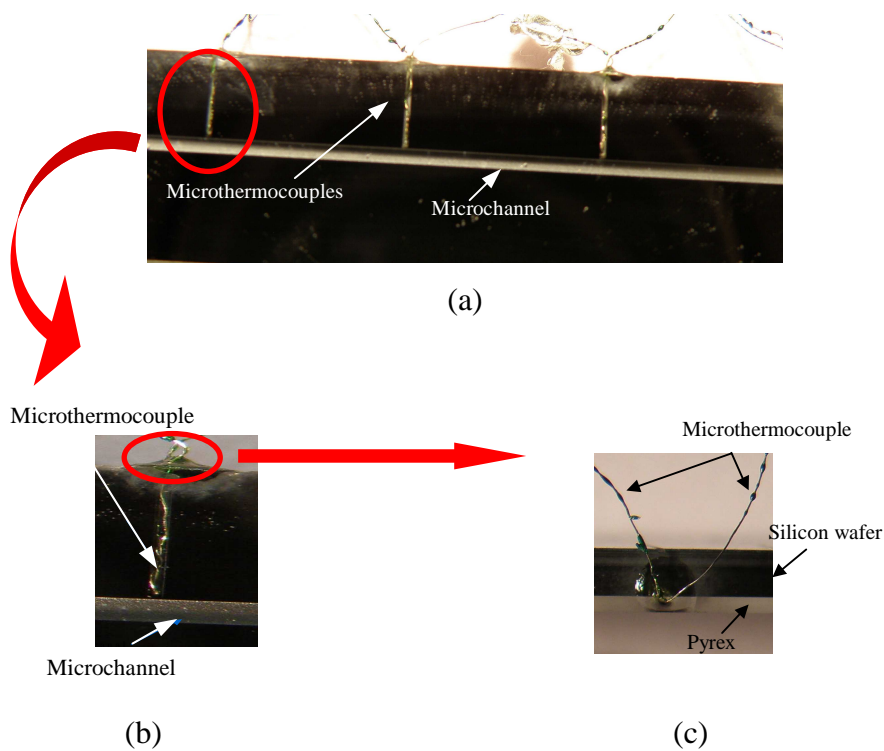 Microthermocouples
Microchannel
(a)
Microthermocouple
Microchannel
(b)
Microthermocouple
Silicon wafer
Pyrex
(c)